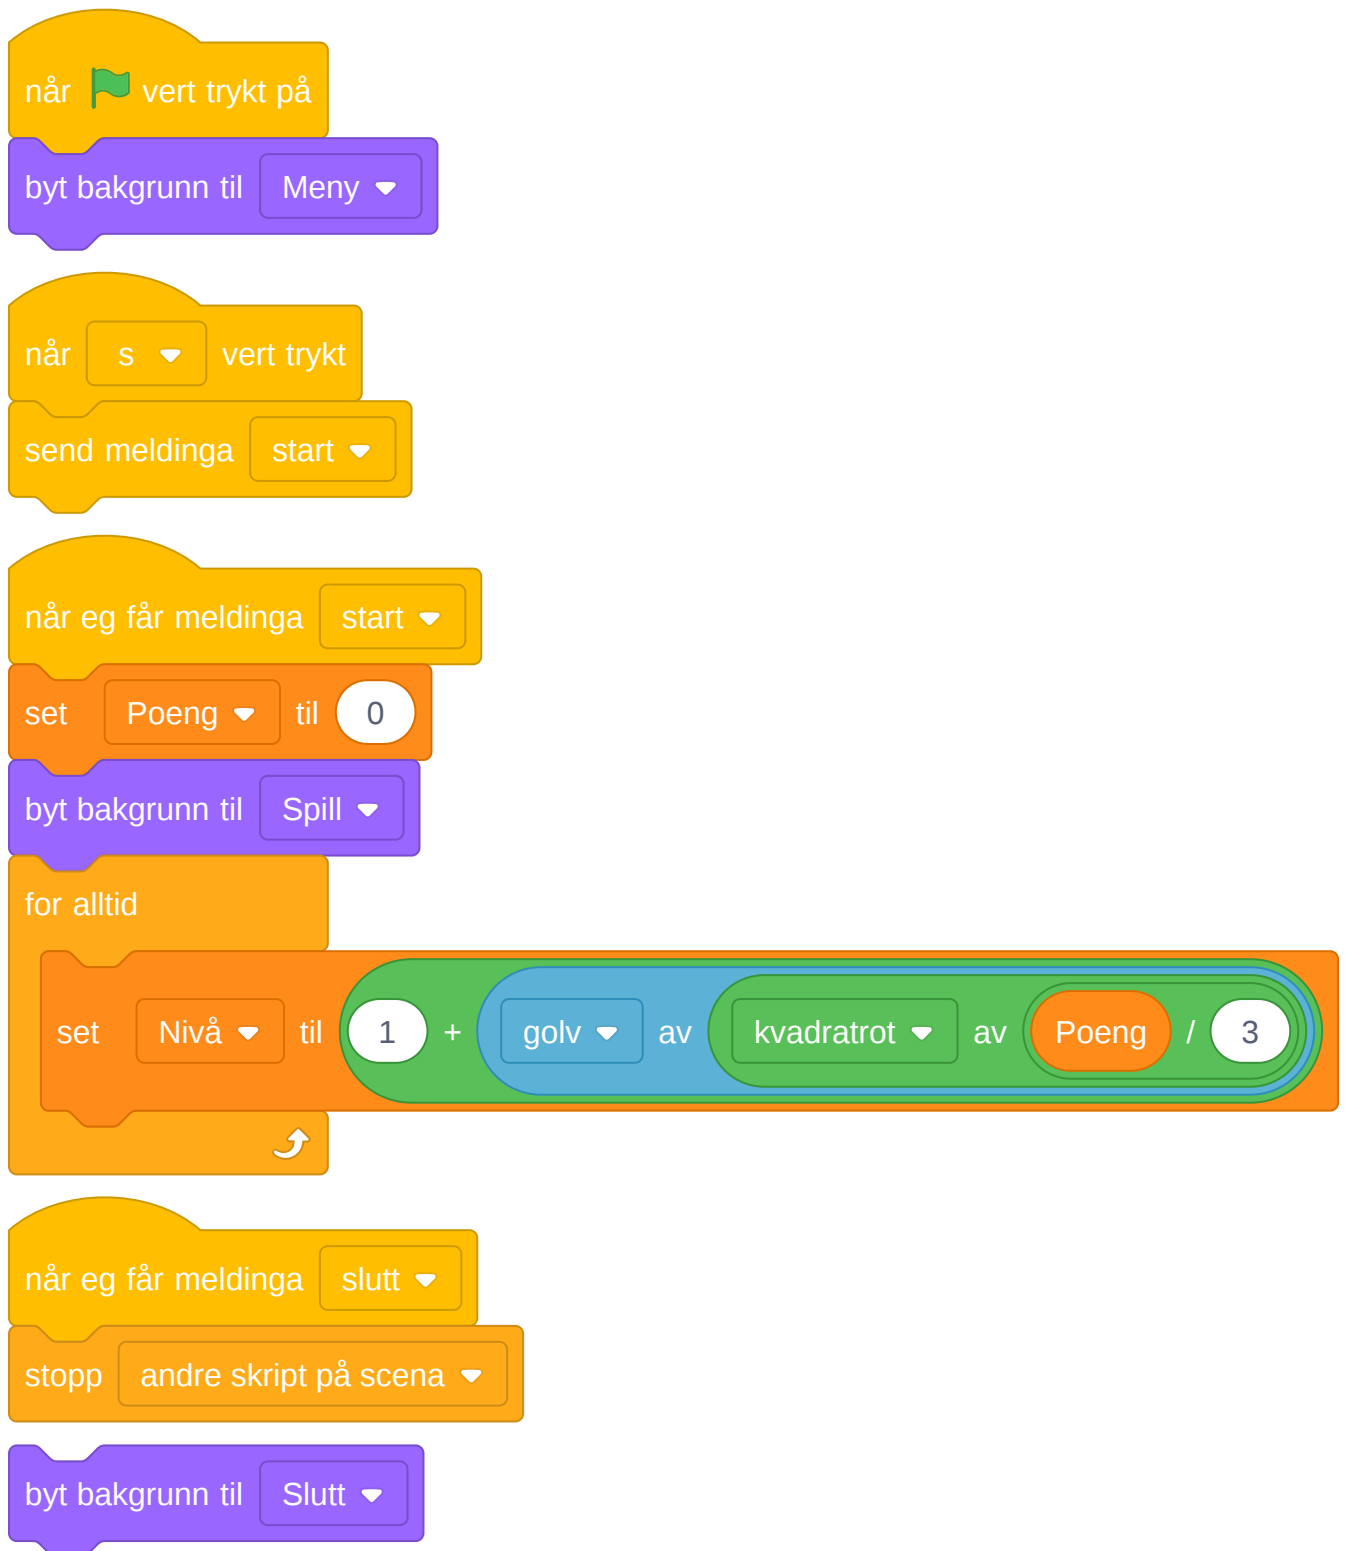 når vert trykt på
byt bakgrunn til Meny
når s vert trykt
send meldinga start
når eg får meldinga start
set Poeng til 0
byt bakgrunn til Spill
for alltid
set Nivå til 1 + golv av kvadratrot av Poeng / 3
når eg får meldinga slutt
stopp andre skript på scena
byt bakgrunn til Slutt